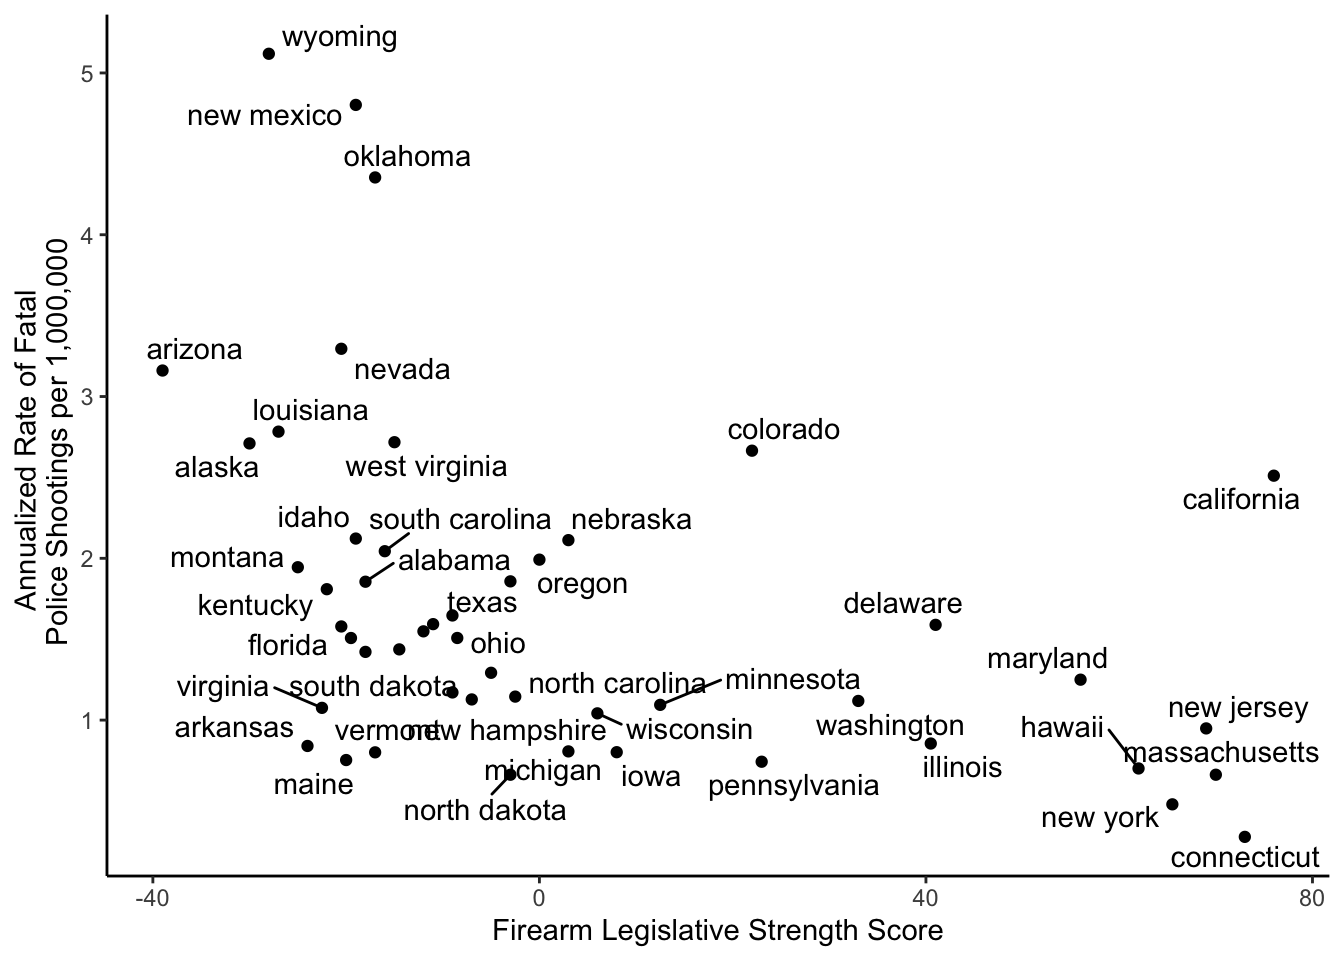 wyoming
new mexico
oklahoma
arizona
nevada
louisiana
colorado
alaska
west virginia
california
idaho
south carolina
nebraska
montana
alabama
oregon
kentucky
texas
delaware
florida
ohio
maryland
virginia
south dakota
north carolina
minnesota
new jersey
arkansas
vermont
new hampshire
wisconsin
washington
hawaii
massachusetts
maine
michigan
iowa
pennsylvania
illinois
north dakota
new york
connecticut
5
4
3
2
1
-40
0
40
80
Annualized Rate of Fatal
Police Shootings per 1,000,000
Firearm Legislative Strength Score